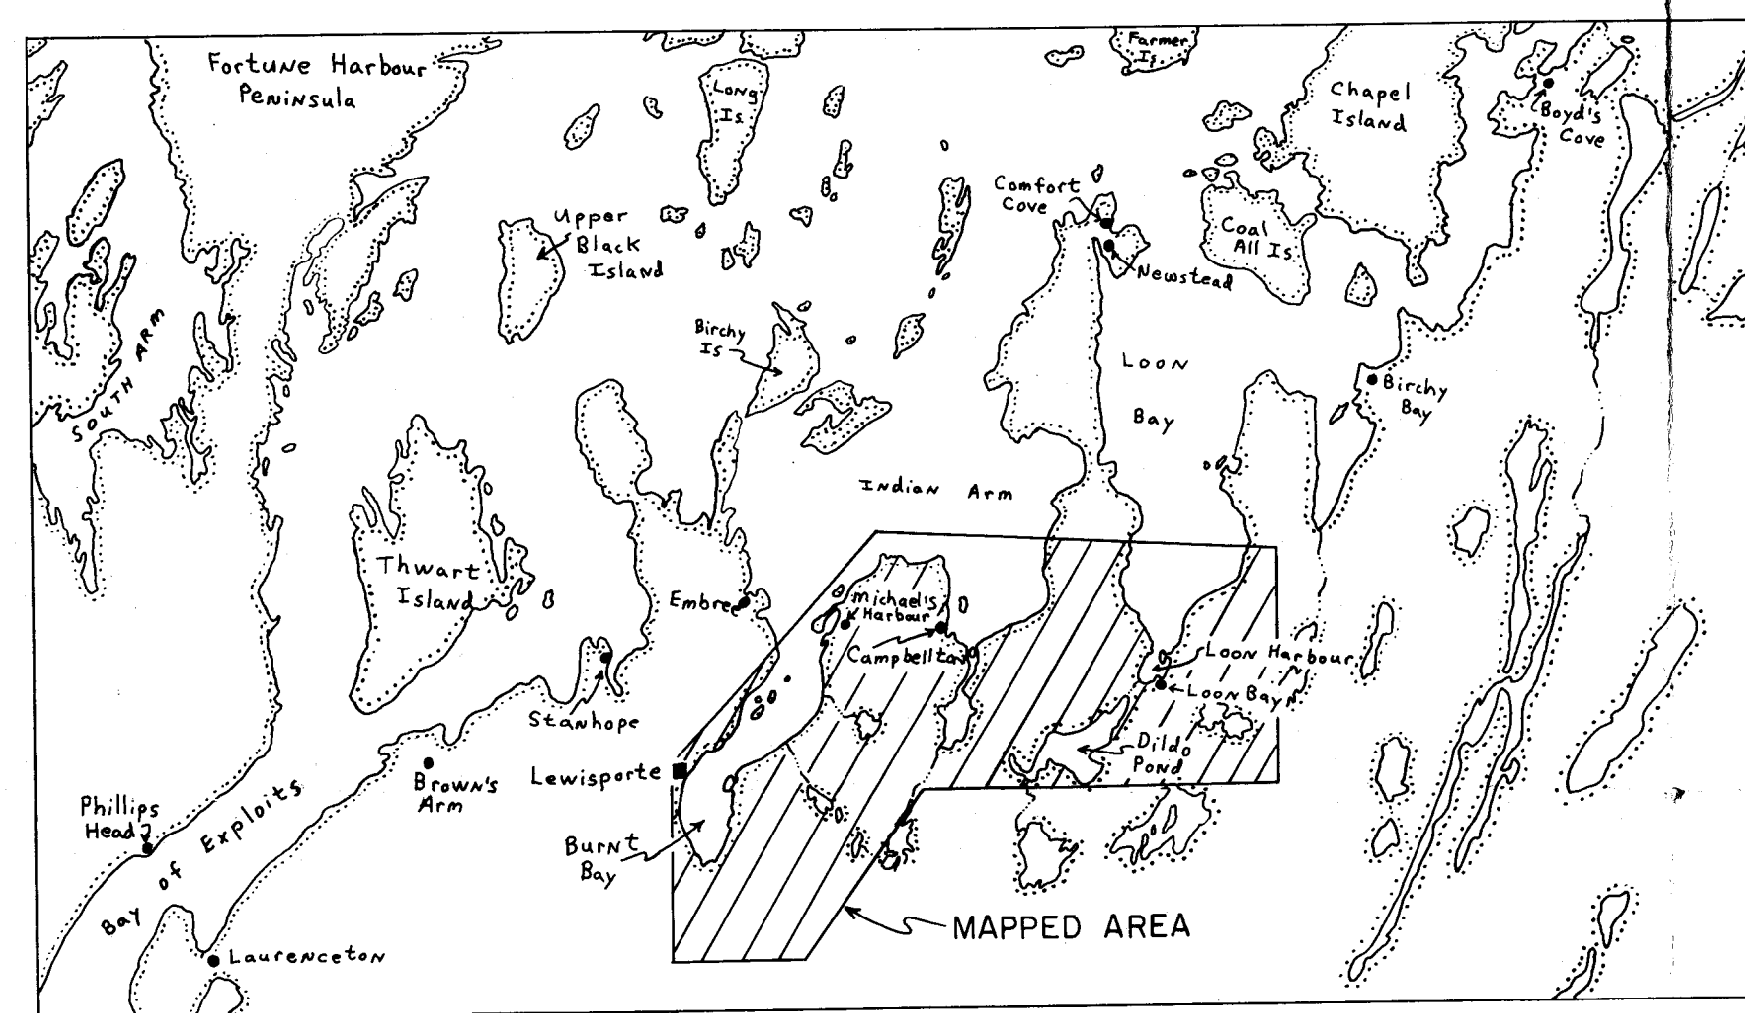 Fortune Harbour
Peninsula
Long
Is.
Farmer
Is.
Chapel
Island
Boyd's
Cove
Comfort
Cove
Upper
Black
Island
Coal
All Is.
Newstead
SOUTH ARM
Birchy
Is
Loon
Bay
Birchy
Bay
Indian Arm
Thwart
Island
Embree
Michael's
Harbour
Campbellton
Loon Harbour
Loon Bay
Stanhope
Dildo
Pond
Lewisporte
Brown's
Arm
Phillips
Head
Bay of Exploits
Burnt
Bay
MAPPED AREA
Laurenceton